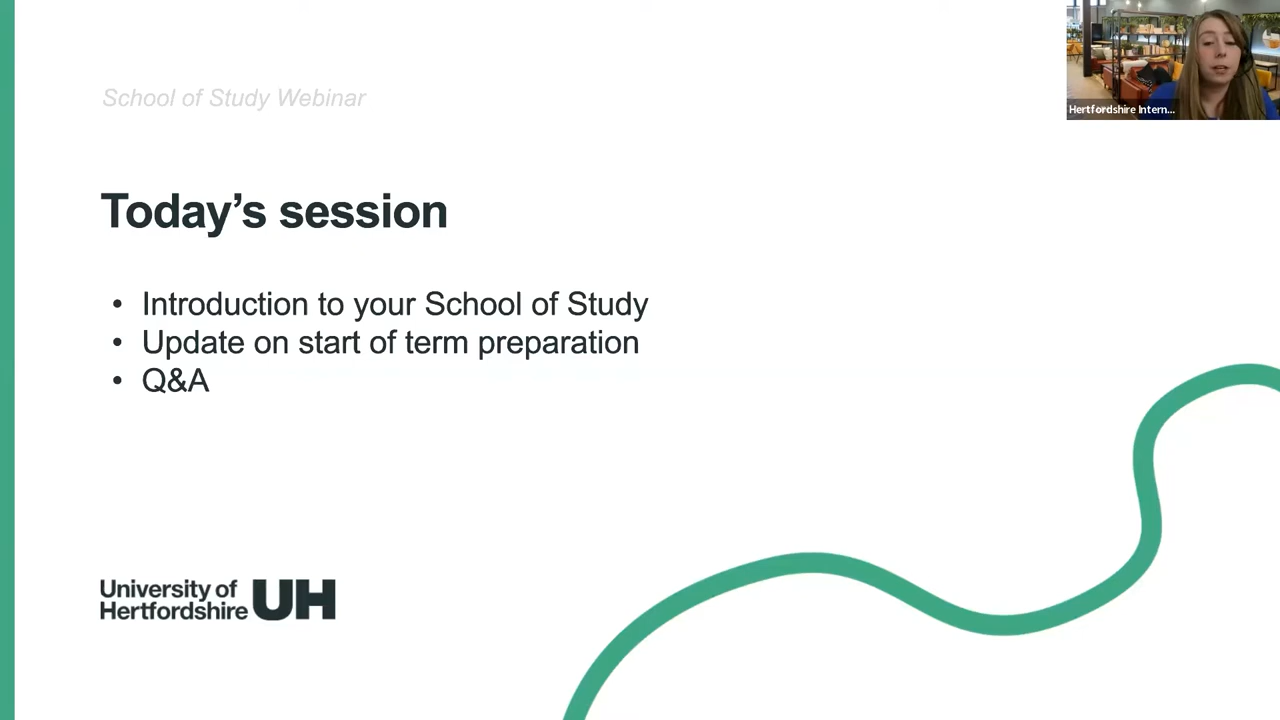 School of Study Webinar
Hertfordshire Intern...
Today’s session
• Introduction to your School of Study
• Update on start of term preparation
• Q&A
University of
Hertfordshire UH